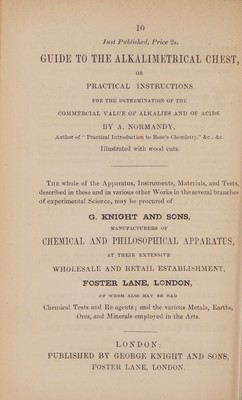 10
Just Published, Price 2s.
GUIDE TO THE ALKALIMETRICAL CHEST,
OR
PRACTICAL INSTRUCTIONS
FOR THE DETERMINATION OF THE
COMMERCIAL VALUE OF ALKALIES AND OF ACIDS.
BY A. NORMANDY,
Author of "Practical Introduction to Rose's Chemistry," &c., &c.
Illustrated with wood cuts.
THE whole of the Apparatus, Instruments, Materials, and Tests,
described in these and in various other Works in the several branches
of experimental Science, may be procured of
G. KNIGHT AND SONS,
MANUFACTURERS OF
CHEMICAL AND PHILOSOPHICAL APPARATUS,
AT THEIR EXTENSIVE
WHOLESALE AND RETAIL ESTABLISHMENT,
FOSTER LANE, LONDON,
OF WHOM ALSO MAY BE HAD
Chemical Tests and Re-agents; and the various Metals, Earths,
Ores, and Minerals employed in the Arts.
LONDON:
PUBLISHED BY GEORGE KNIGHT AND SONS,
FOSTER LANE, LONDON.